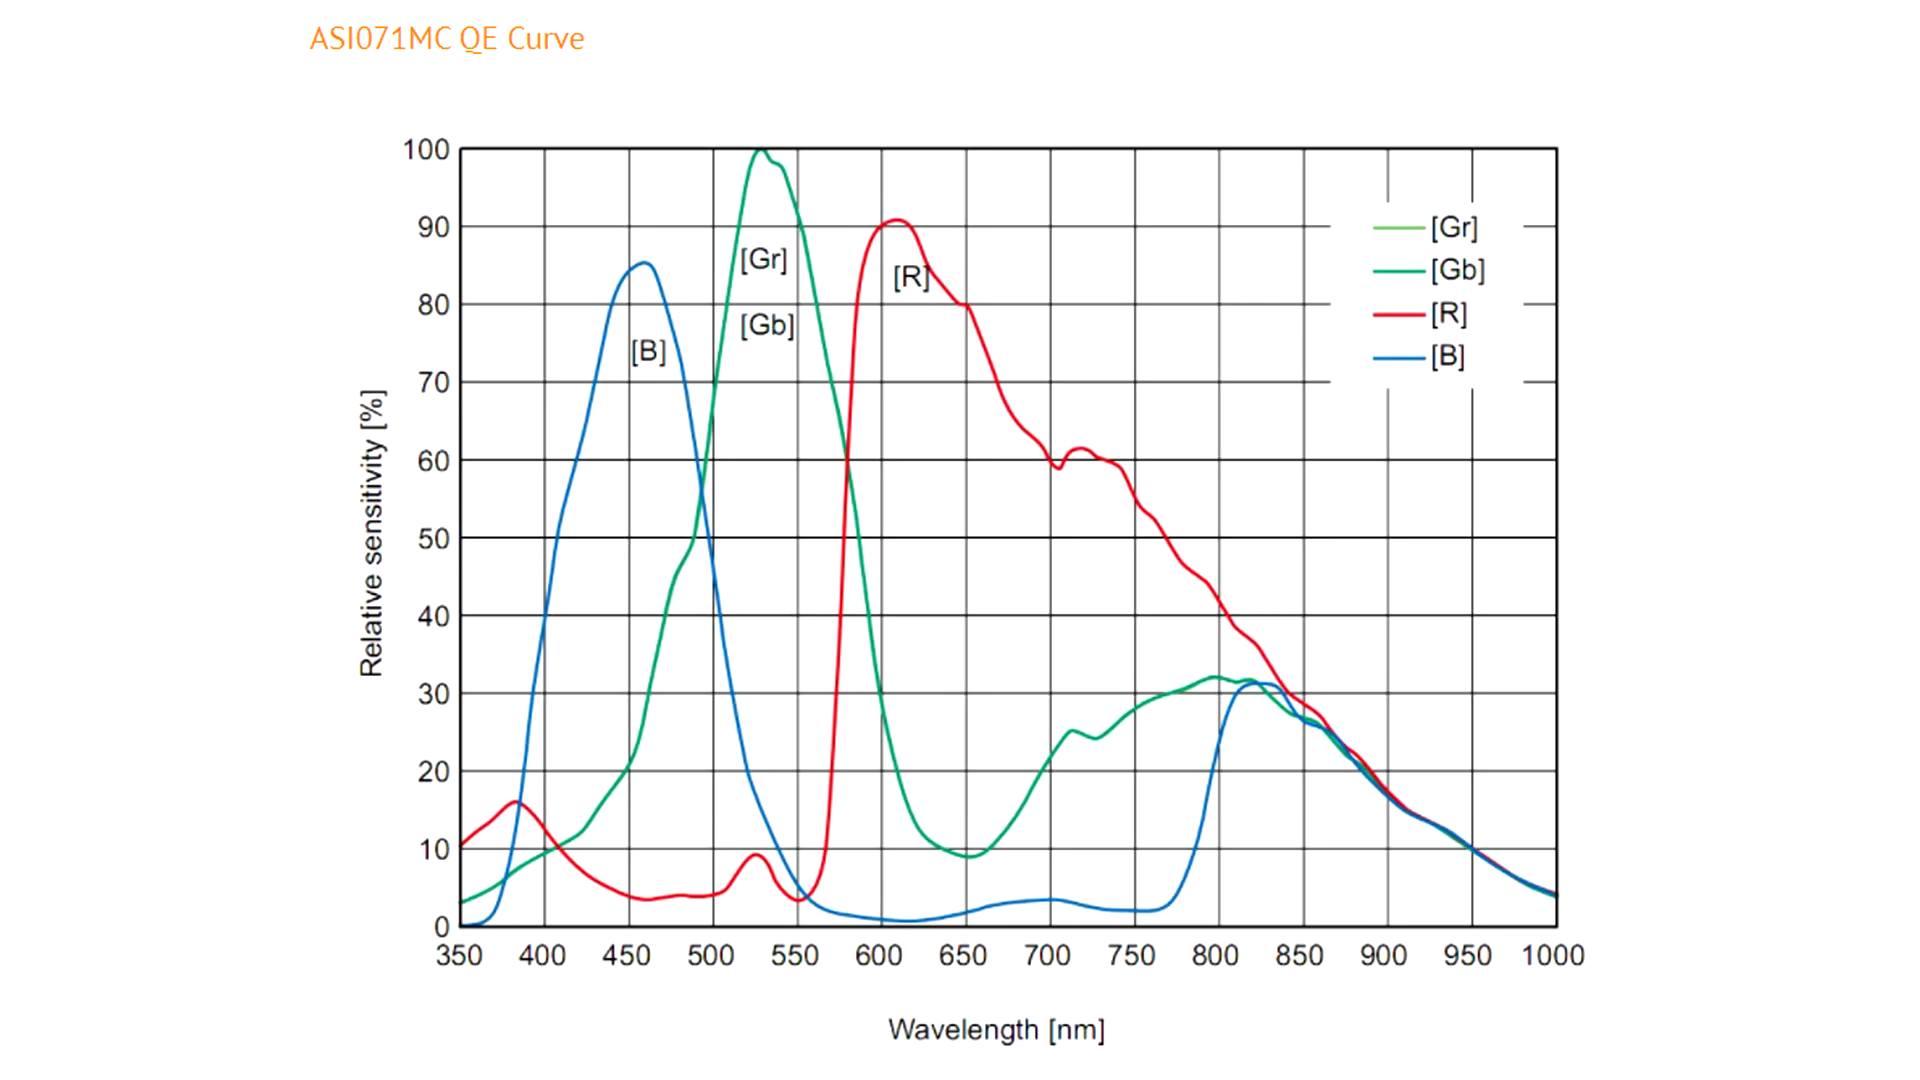 ASI071MC QE Curve
100
90
80
70
60
50
40
30
20
10
0
Relative sensitivity [%]
[B]
[Gr]
[Gb]
[R]
[Gr]
[Gb]
[R]
[B]
350 400 450 500 550 600 650 700 750 800 850 900 950 1000
Wavelength [nm]